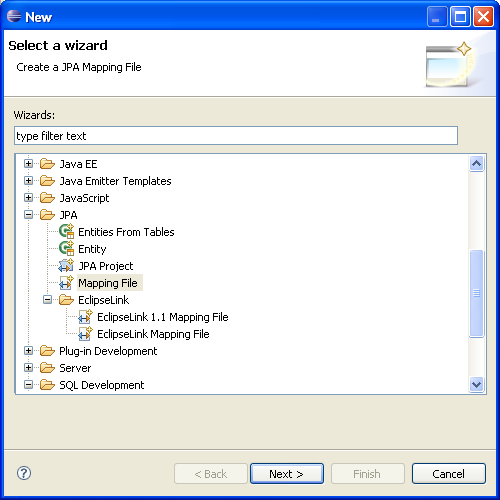 New
Select a wizard
Create a JPA Mapping File
Wizards:
type filter text
Java EE
Java Emitter Templates
JavaScript
JPA
Entities From Tables
Entity
JPA Project
Mapping File
EclipseLink
EclipseLink 1.1 Mapping File
EclipseLink Mapping File
Plug-in Development
Server
SQL Development
? < Back Next > Finish Cancel